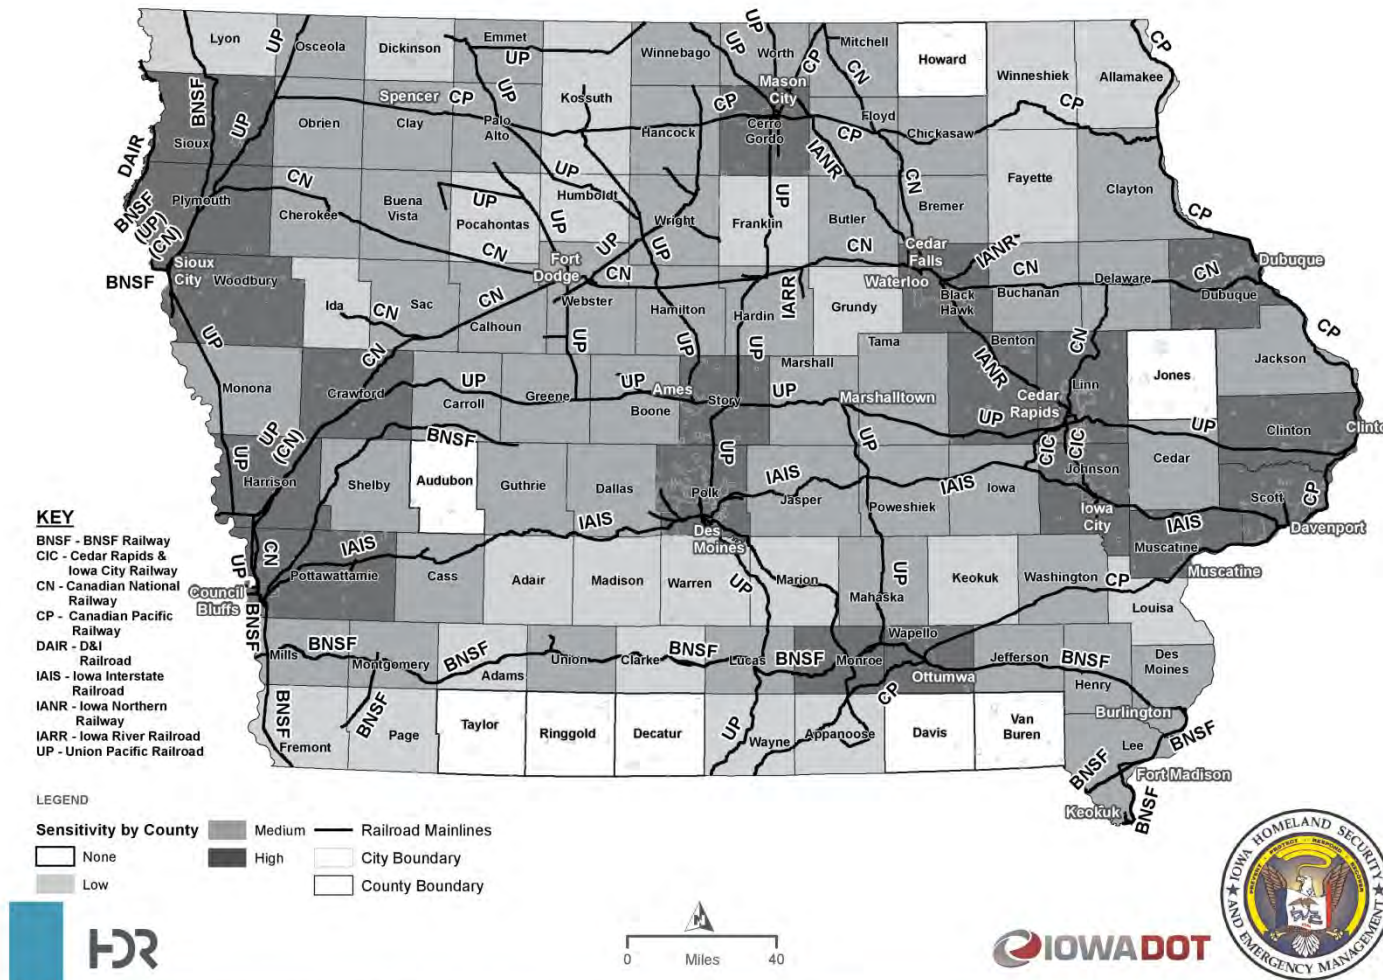 Lyon
UP
Osceola
Dickinson
Emmet
UP
Winnebago
UP
UP
Worth
CP
Mitchell
Howard
Winneshiek
Allamakee
CP
BNSF
UP
Spencer
CP
UP
Kossuth
Mason
City
CN
Sioux
Obrien
Clay
Palo
Alto
Hancock
CP
Cerro
Gordo
CP
Floyd
Chickasaw
CP
DAIR
BNSF
(UP)
(CN)
Plymouth
CN
Cherokee
Buena
Vista
UP
Pocahontas
UP
Humboldt
UP
Wright
Franklin
UP
IANR
Butler
CN
Bremer
Fayette
Clayton
CP
BNSF
Sioux
City
Woodbury
CN
Fort
Dodge
UP
UP
CN
CN
Cedar
Falls
IANR
CN
Delaware
CN
Dubuque
Dubuque
Ida
CN
Sac
CN
Calhoun
Webster
Hamilton
Hardin
IARR
Grundy
Waterloo
Black
Hawk
Buchanan
UP
CN
UP
UP
UP
Marshall
Tama
Benton
IANR
CN
Linn
Jones
Jackson
CP
Monona
Crawford
UP
Carroll
Greene
UP
Boone
Ames
Story
UP
Marshalltown
Cedar
Rapids
UP
UP
Clinton
UP
UP
(CN)
Harrison
BNSF
Shelby
Audubon
Guthrie
Dallas
Polk
UP
IAIS
Jasper
UP
Poweshiek
IAIS
Iowa
CIC
CIC
Johnson
Cedar
Scott
CP
Iowa
City
IAIS
Davenport
Muscatine
Muscatine
UP
CN
IAIS
Pottawattamie
Cass
IAIS
Des
Moines
Adair
Madison
Warren
UP
Marion
UP
Mahaska
Keokuk
Washington
CP
Louisa
Council
Bluffs
BNSF
Mills
BNSF
Montgomery
BNSF
Adams
Union
Clarke
BNSF
Lucas
BNSF
Monroe
Wapello
Ottumwa
Jefferson
BNSF
Henry
Des
Moines
BNSF
Fremont
BNSF
Page
Taylor
Ringgold
Decatur
UP
Wayne
Appanoose
CP
Davis
Van
Buren
Burlington
Lee
BNSF
BNSF
Fort Madison
Keokuk
BNSF
KEY
BNSF - BNSF Railway
CIC - Cedar Rapids &
Iowa City Railway
CN - Canadian National
Railway
CP - Canadian Pacific
Railway
DAIR - D&I
Railroad
IAIS - Iowa Interstate
Railroad
IANR - Iowa Northern
Railway
IARR - Iowa River Railroad
UP - Union Pacific Railroad
LEGEND
Sensitivity by County
None
Low
Medium
High
Railroad Mainlines
City Boundary
County Boundary
HDR
N
0
40
Miles
IOWADOT
IOWA HOMELAND SECURITY
AND EMERGENCY MANAGEMENT